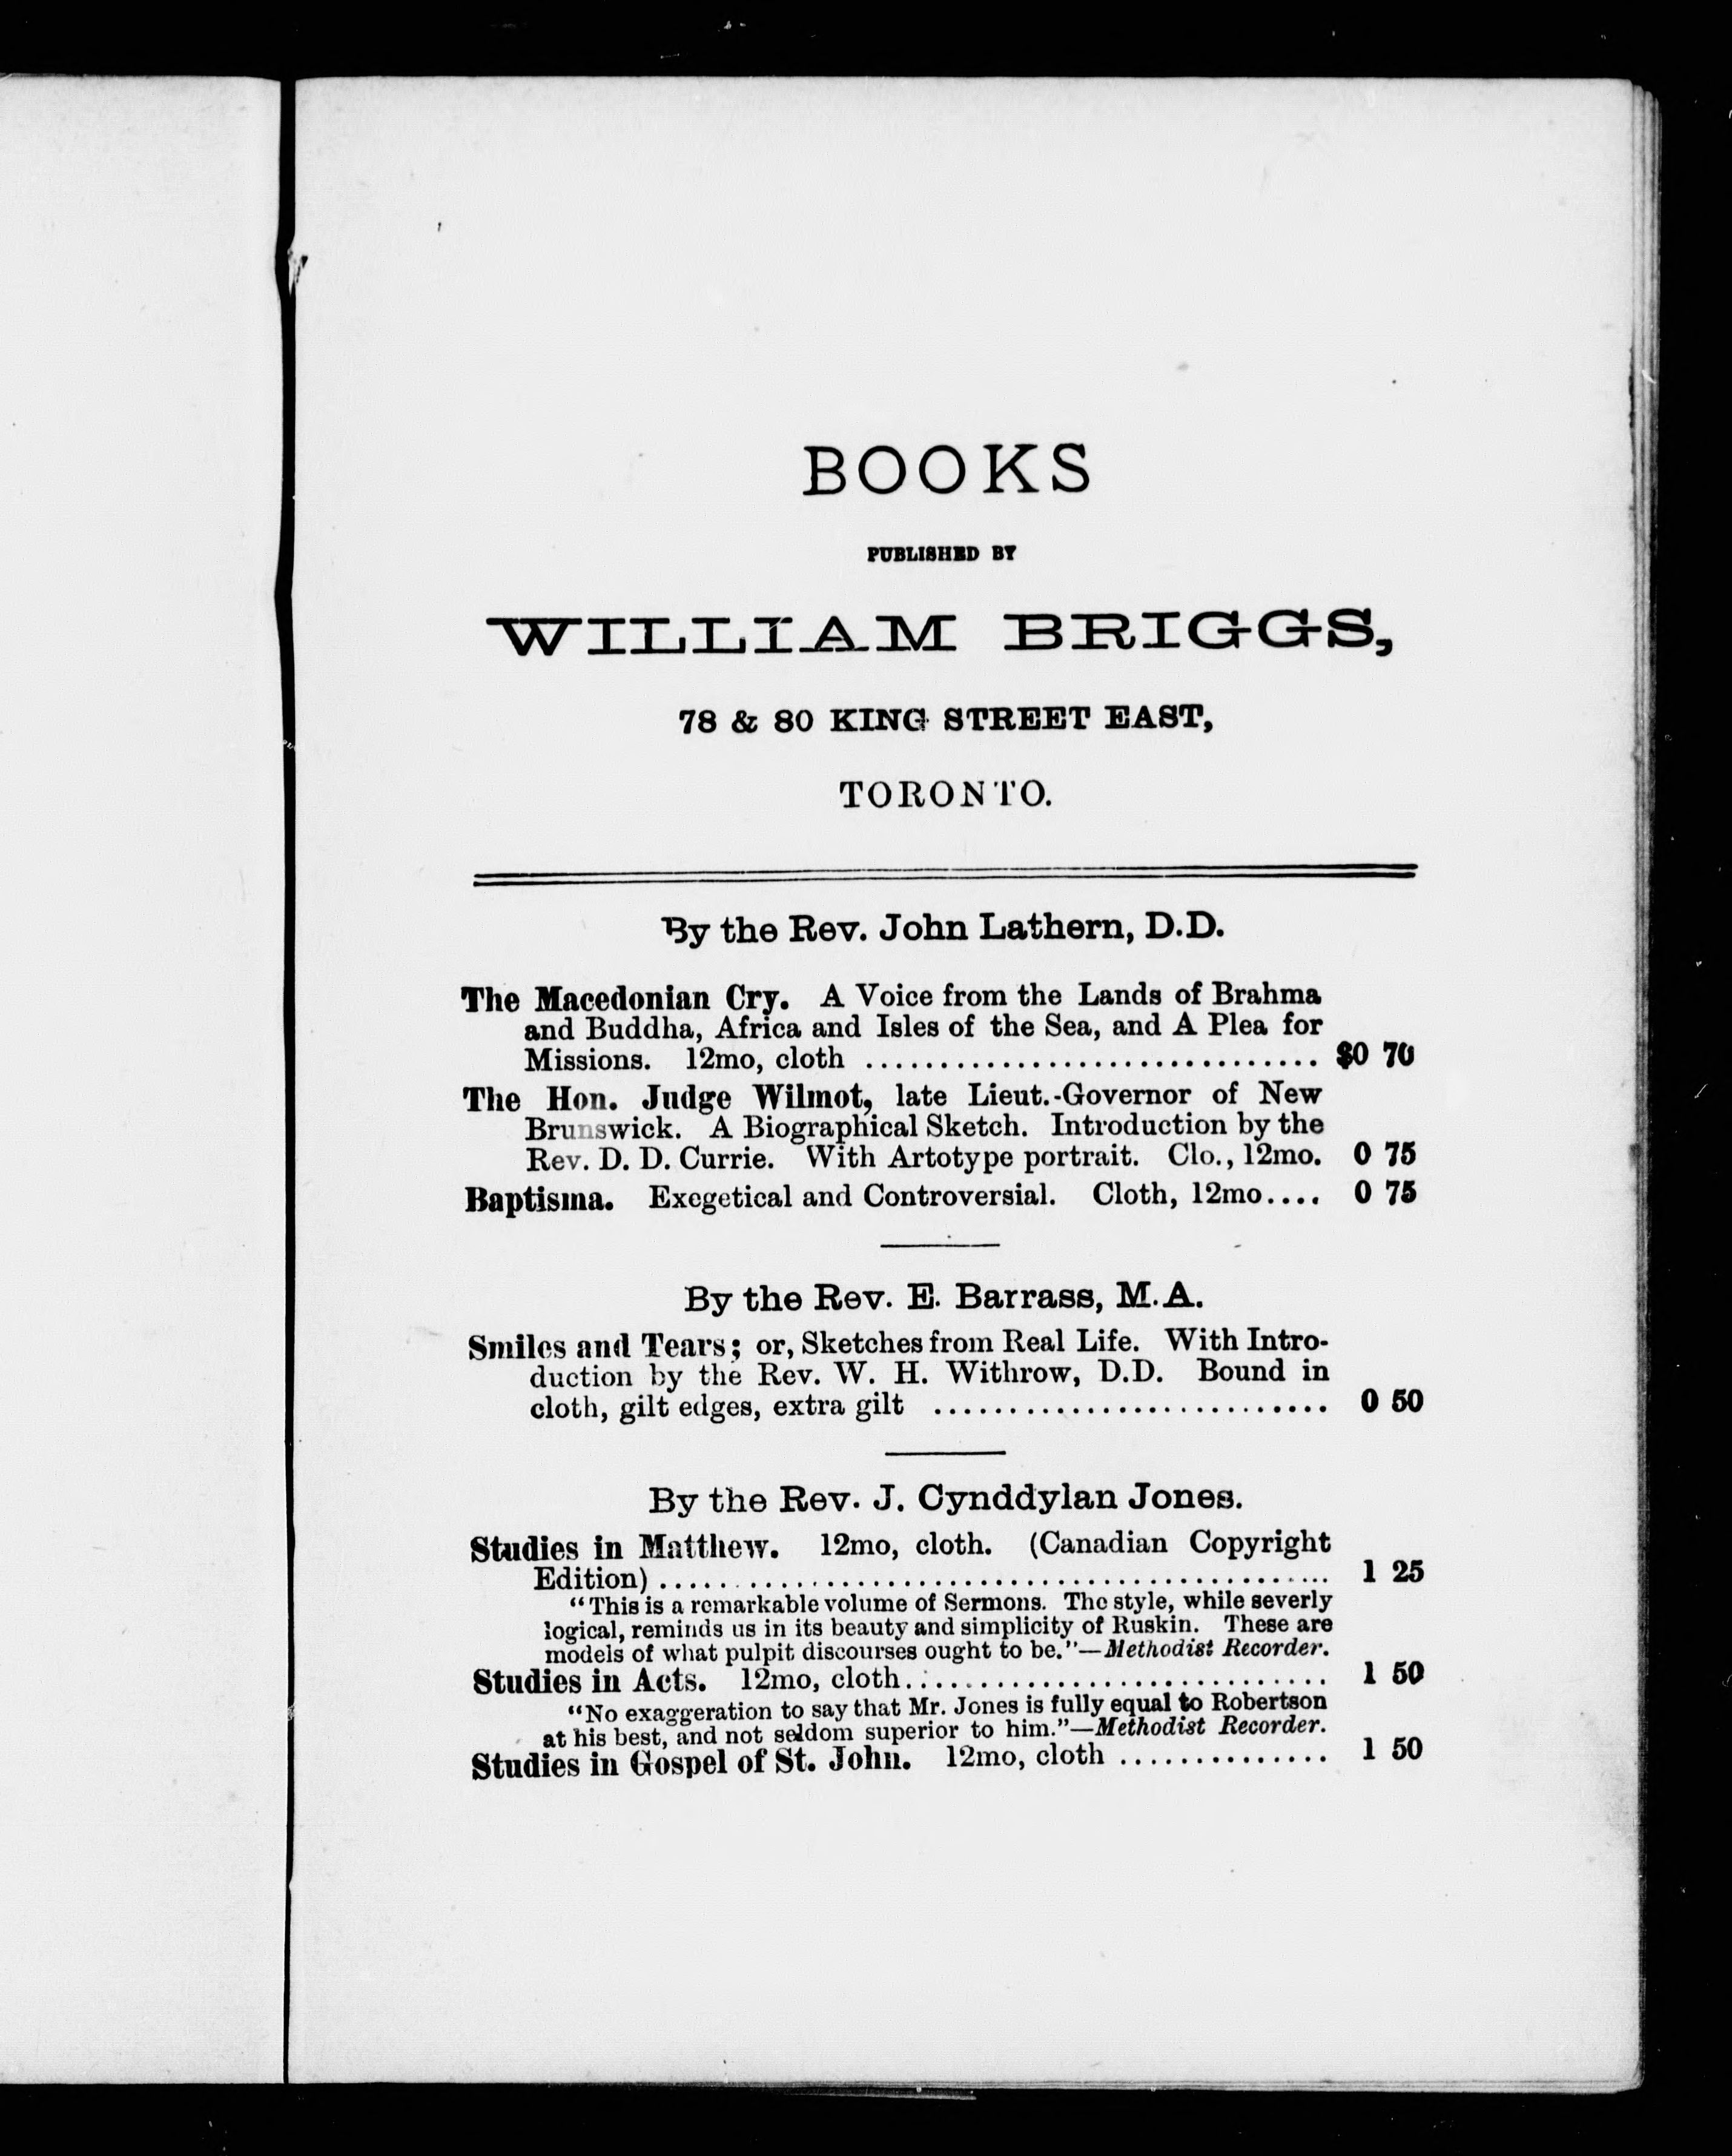 BOOKS
PUBLISHED BY
WILLIAM BRIGGS,
78 & 80 KING STREET EAST,
TORONTO.
By the Rev. John Lathern, D.D.
The Macedonian Cry. A Voice from the Lands of Brahma
and Buddha, Africa and Isles of the Sea, and A Plea for
Missions. 12mo, cloth .............................. $0 70
The Hon. Judge Wilmot, late Lieut.-Governor of New
Brunswick. A Biographical Sketch. Introduction by the
Rev. D. D. Currie. With Artotype portrait. Clo., 12mo. 0 75
Baptisma. Exegetical and Controversial. Cloth, 12mo.... 0 75
By the Rev. E. Barrass, M.A.
Smiles and Tears; or, Sketches from Real Life. With Intro-
duction by the Rev. W. H. Withrow, D.D. Bound in
cloth, gilt edges, extra gilt .......................... 0 50
By the Rev. J. Cynddylan Jones.
Studies in Matthew. 12mo, cloth. (Canadian Copyright
Edition) ............................................ 1 25
"This is a remarkable volume of Sermons. The style, while severly
logical, reminds us in its beauty and simplicity of Ruskin. These are
models of what pulpit discourses ought to be."—Methodist Recorder.
Studies in Acts. 12mo, cloth............................ 1 50
"No exaggeration to say that Mr. Jones is fully equal to Robertson
at his best, and not seldom superior to him."—Methodist Recorder.
Studies in Gospel of St. John. 12mo, cloth .............. 1 50